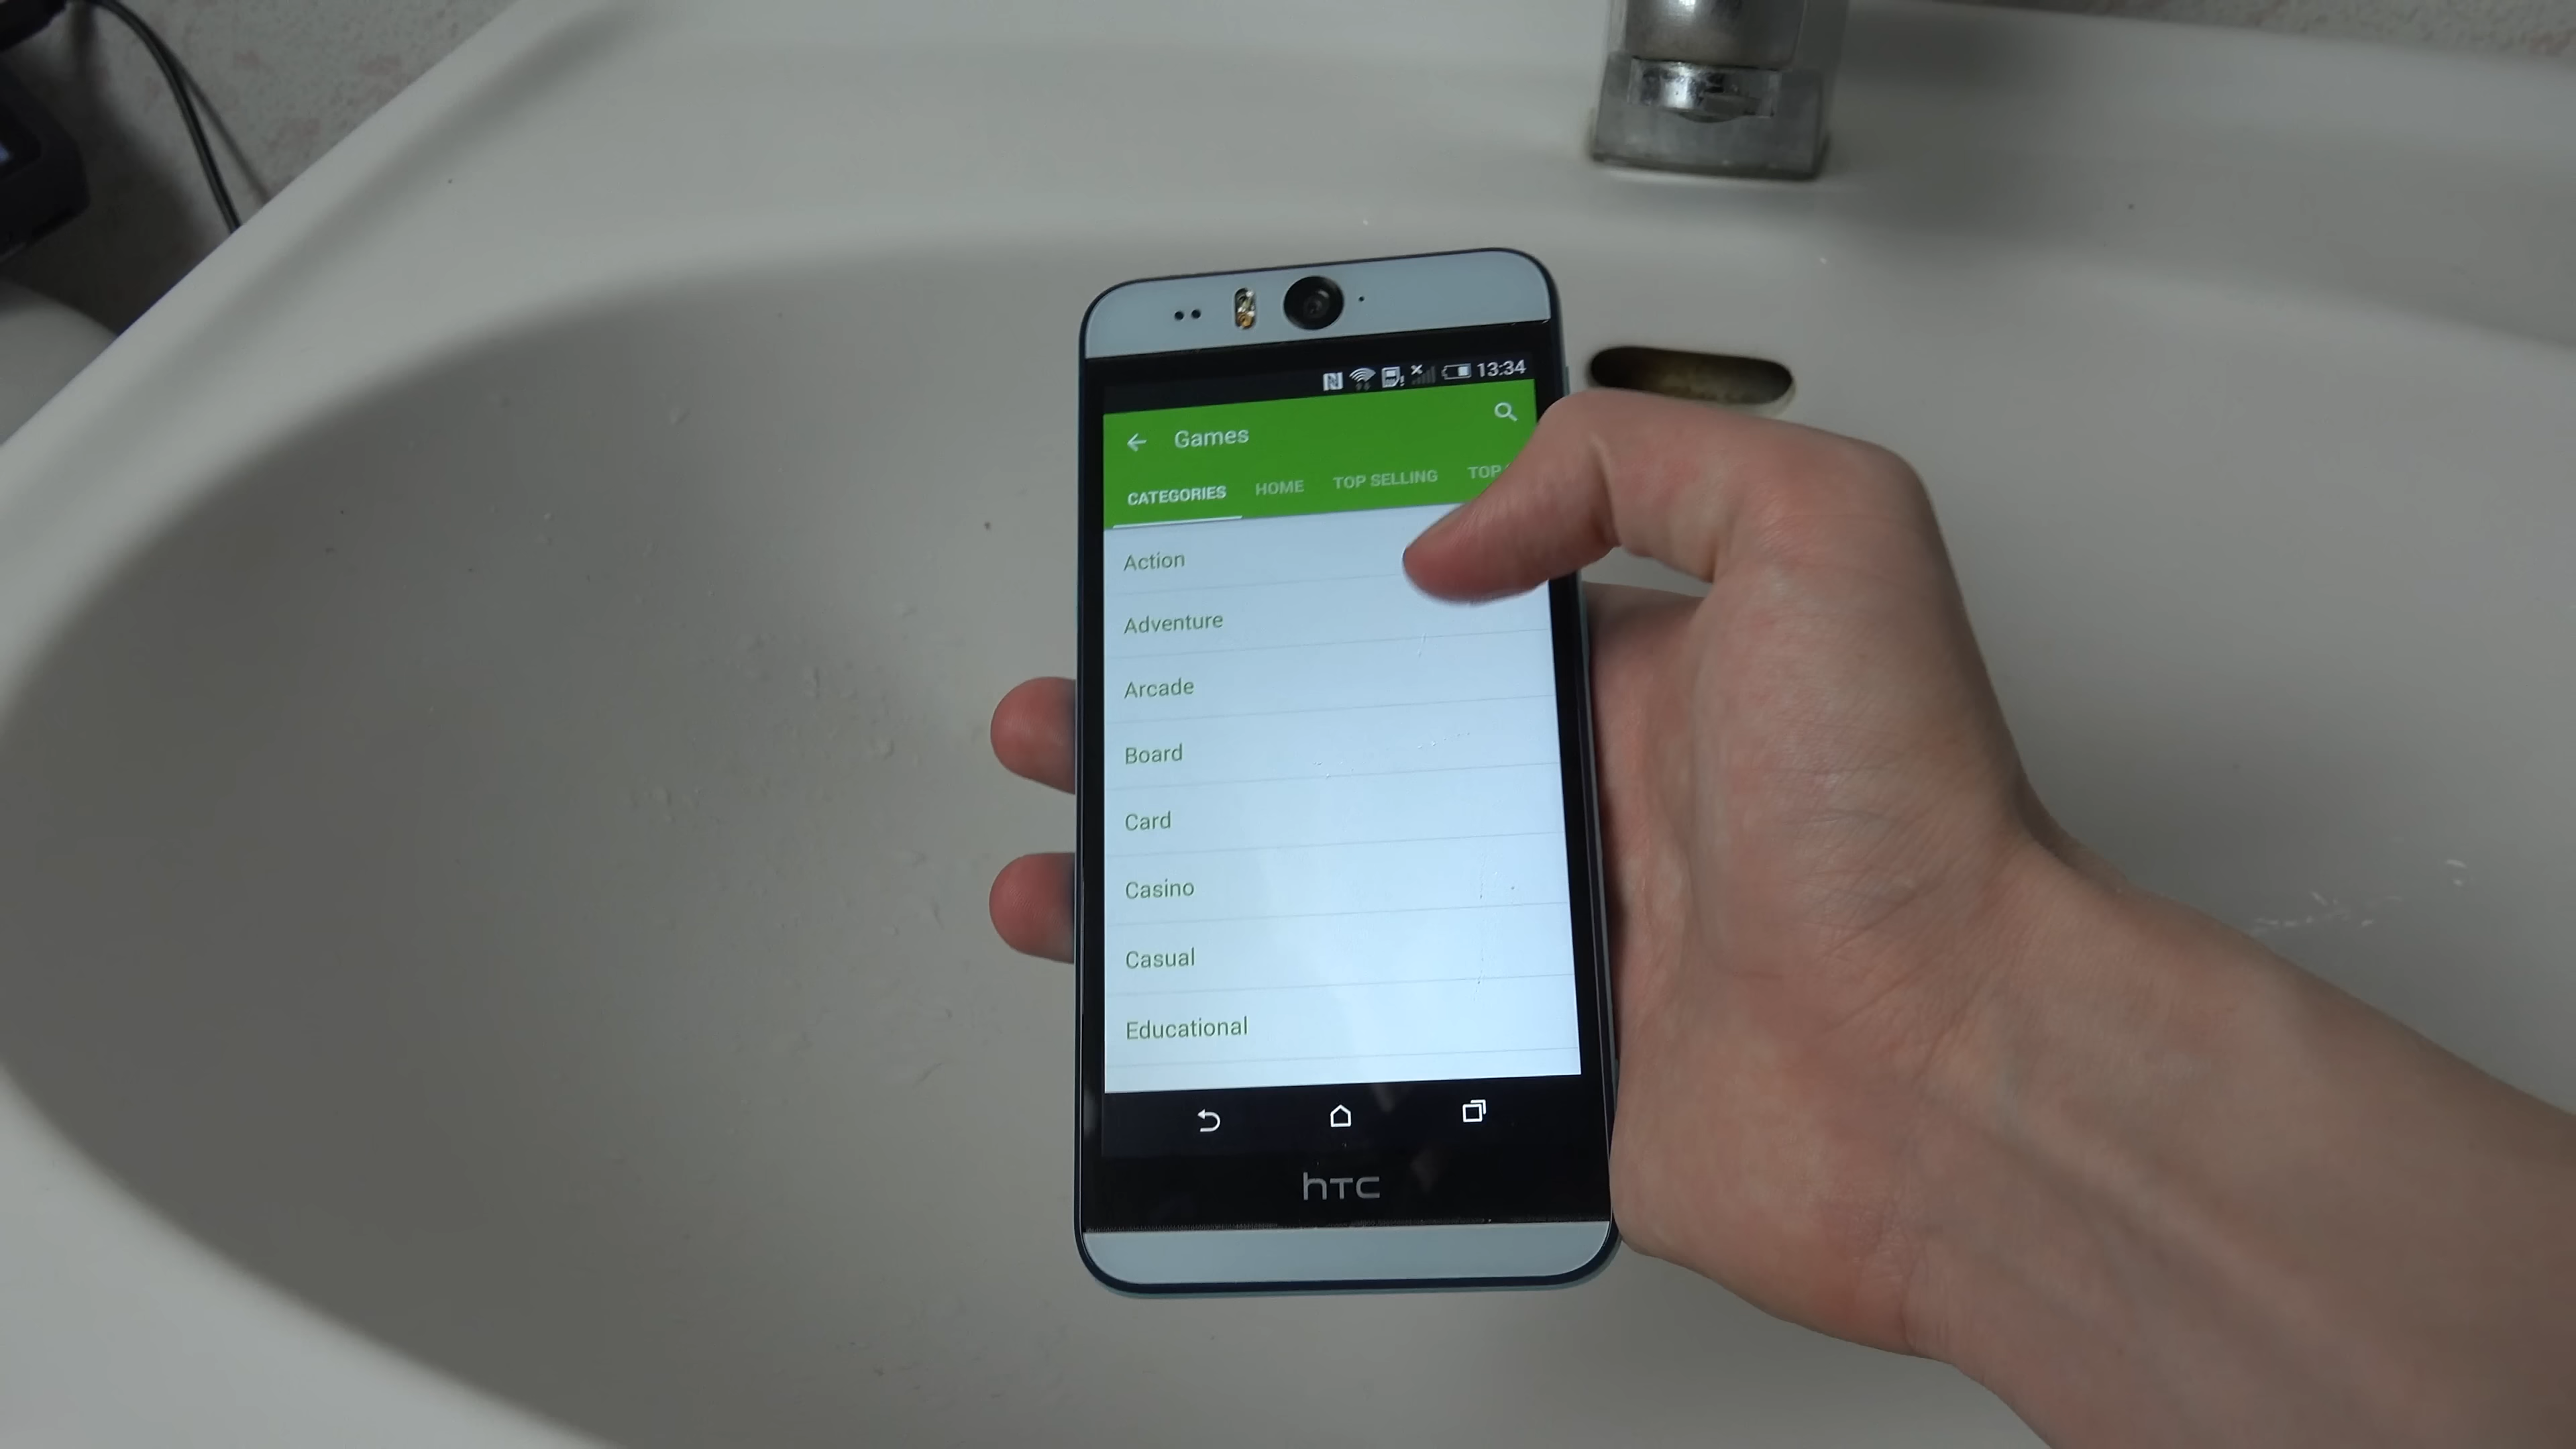 13:34
Games
CATEGORIES HOME TOP SELLING TOP
Action
Adventure
Arcade
Board
Card
Casino
Casual
Educational
hTC